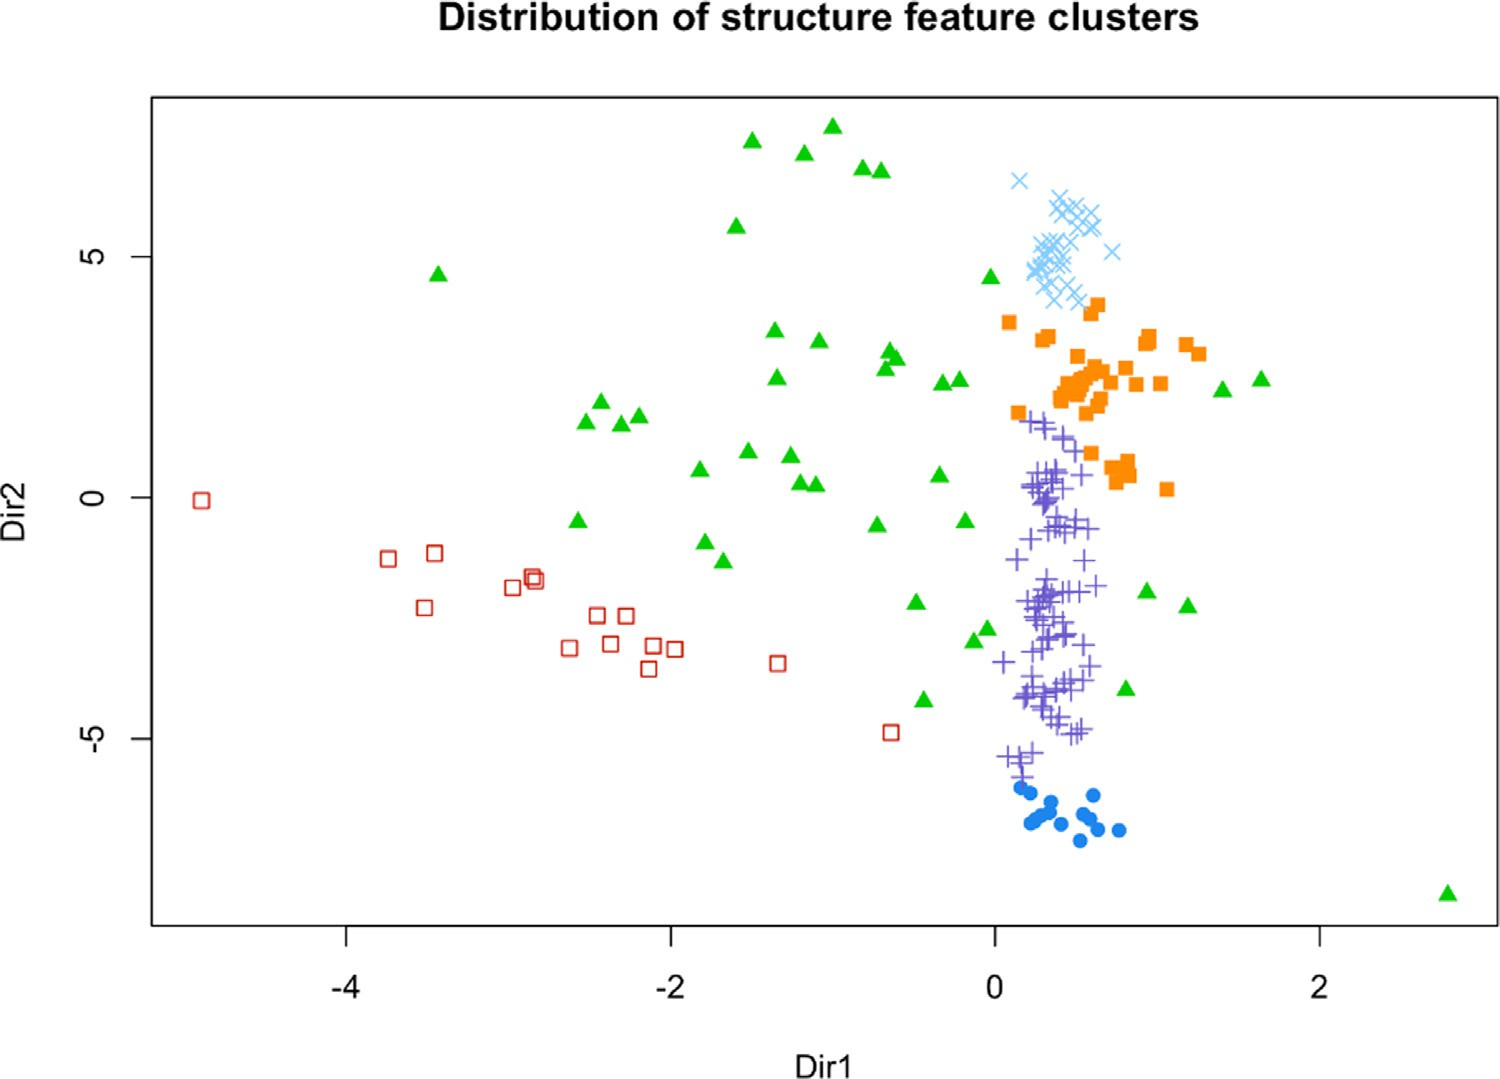 Distribution of structure feature clusters
Dir2
5
0
-5
-4
-2
0
2
Dir1